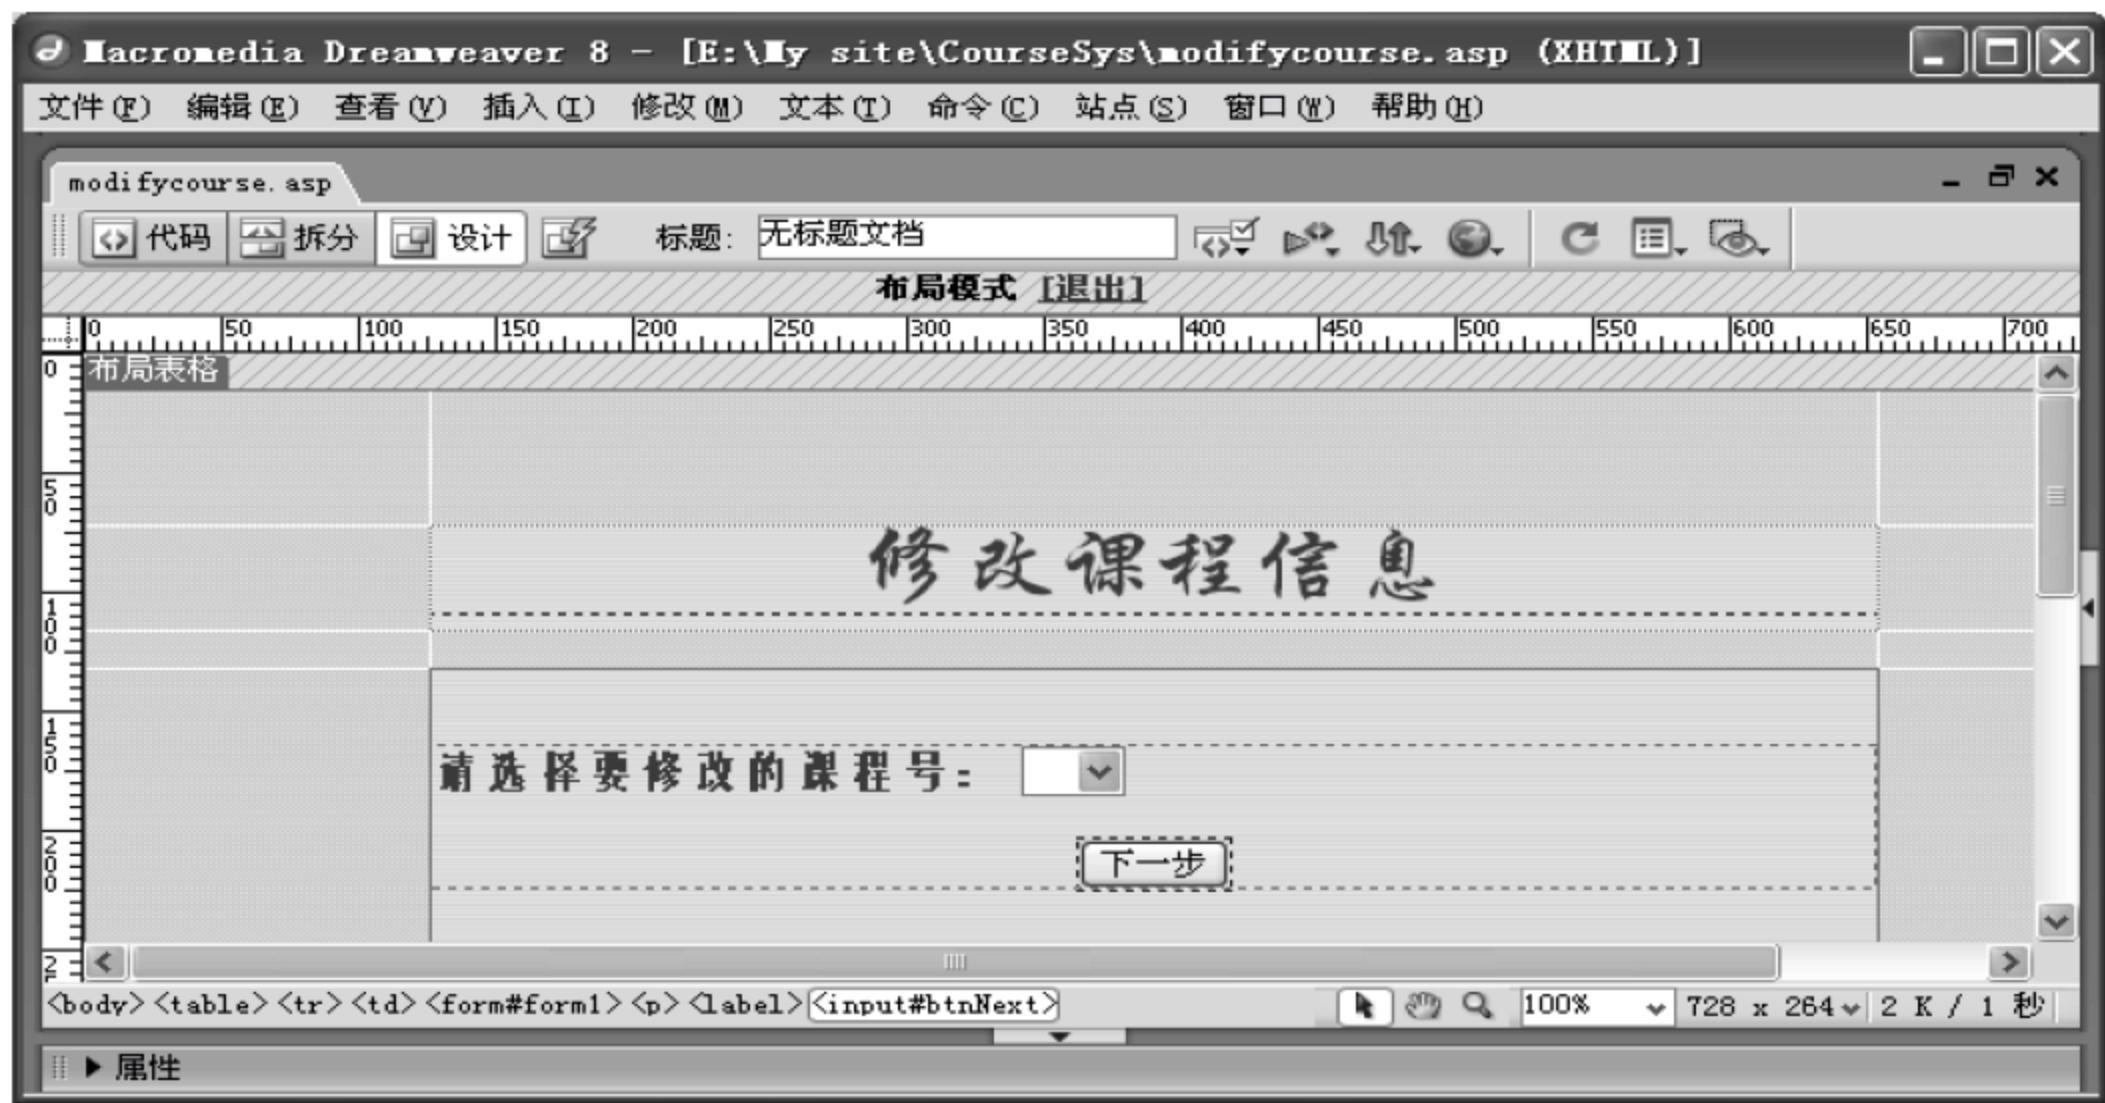 Macromedia Dreamweaver 8 - [E:\My site\CourseSys\modifycourse.asp (XHTML)]
文件(F) 编辑(E) 查看(V) 插入(I) 修改(M) 文本(T) 命令(C) 站点(S) 窗口(W) 帮助(H)
modifycourse.asp
代码 拆分 设计 标题: 无标题文档
布局模式 [退出]
0 50 100 150 200 250 300 350 400 450 500 550 600 650 700
布局表格
0
50
修改课程信息
100
150
请选择要修改的课程号:
200
下一步
<body> <table> <tr> <td> <form#form1> <p> <label> <input#btnNext> 100% 728 x 264 2 K / 1 秒
属性